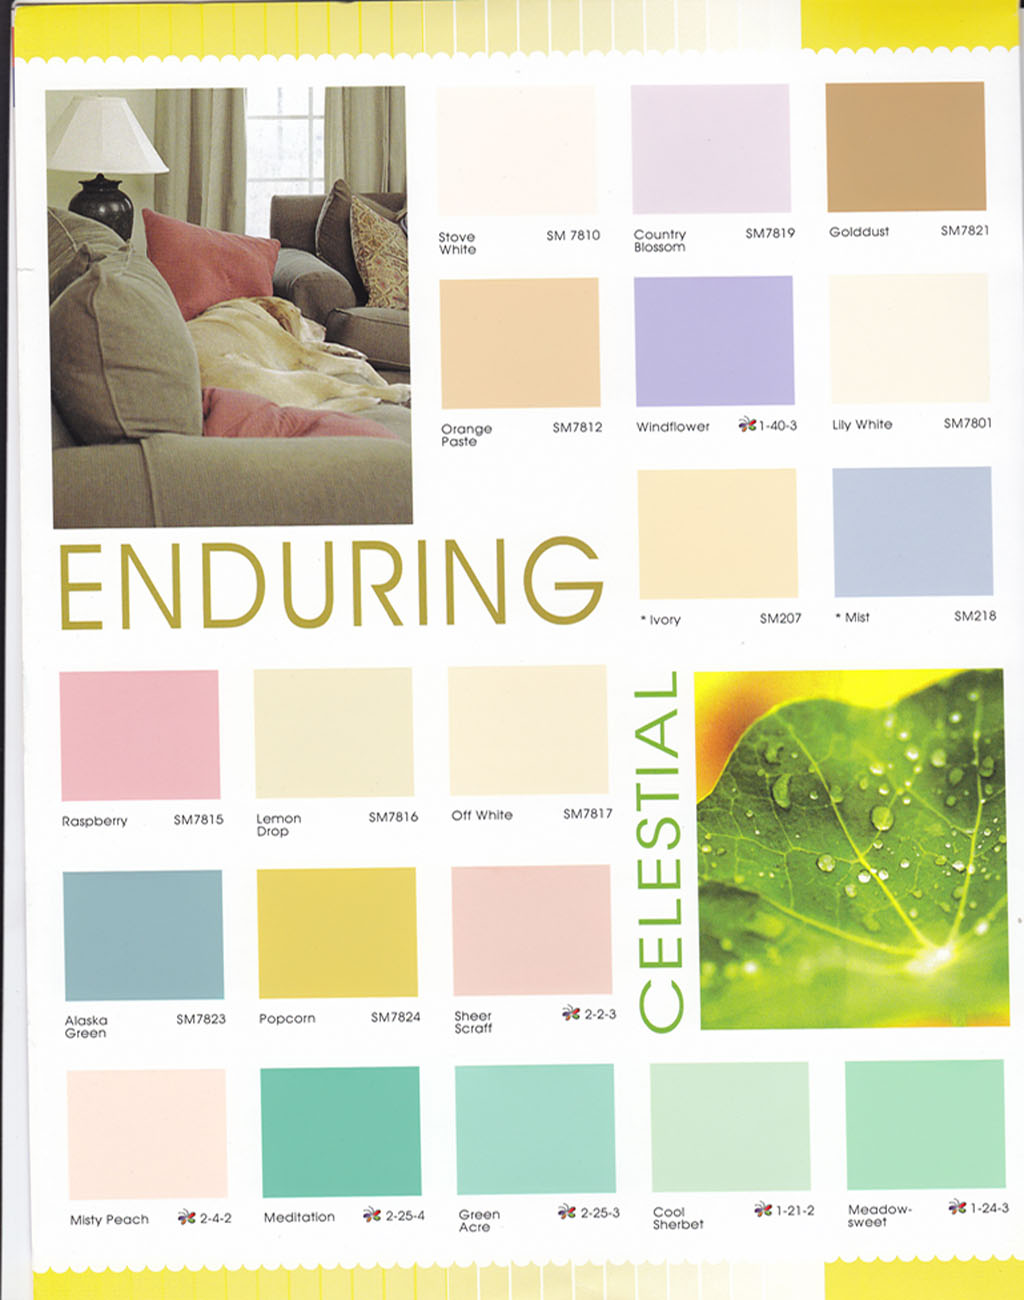 Stove
White
SM 7810
Country
Blossom
SM7819
Golddust
SM7821
Orange
Paste
SM7812
Windflower
1-40-3
Lily White
SM7801
* Ivory
SM207
* Mist
SM218
ENDURING
Raspberry
SM7815
Lemon
Drop
SM7816
Off White
SM7817
CELESTIAL
Alaska
Green
SM7823
Popcorn
SM7824
Sheer
Scraff
2-2-3
Misty Peach
2-4-2
Meditation
2-25-4
Green
Acre
2-25-3
Cool
Sherbet
1-21-2
Meadow-
sweet
1-24-3